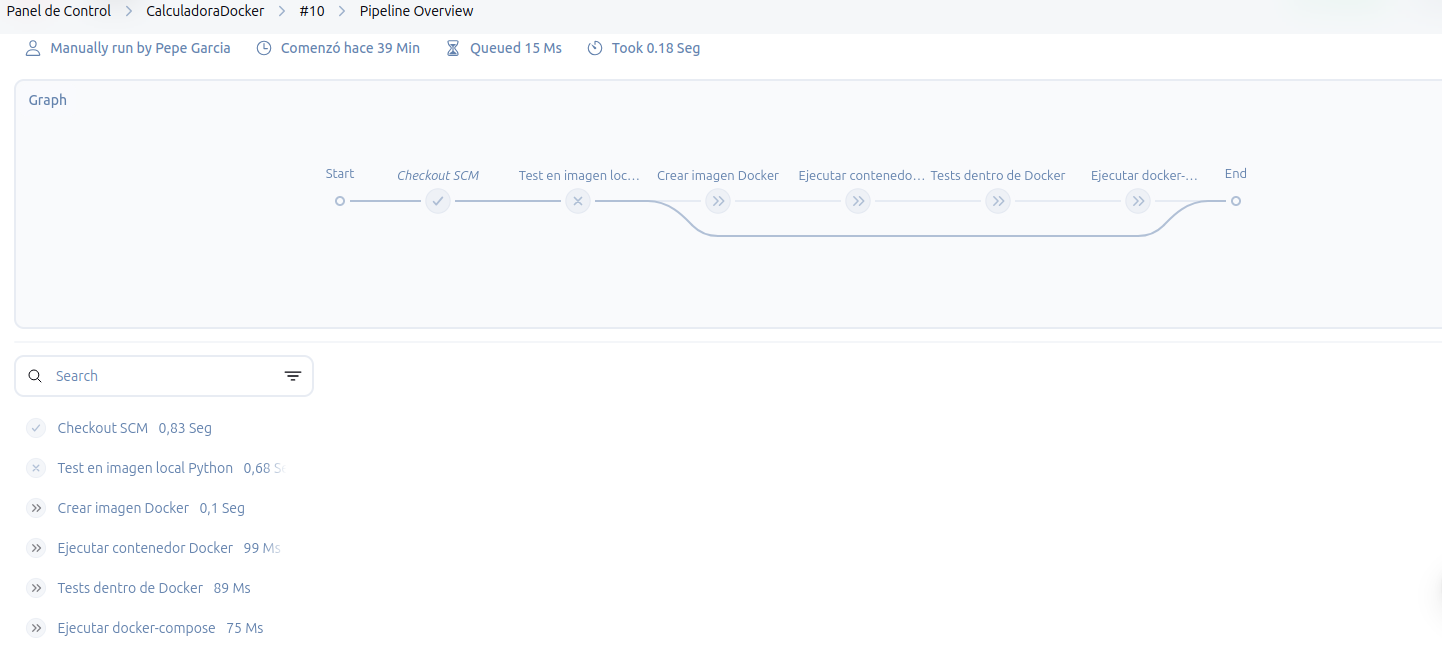 Panel de Control > CalculadoraDocker > #10 > Pipeline Overview
Manually run by Pepe Garcia Comenzó hace 39 Min Queued 15 Ms Took 0.18 Seg
Graph
Start Checkout SCM Test en imagen loc... Crear imagen Docker Ejecutar contenedo... Tests dentro de Docker Ejecutar docker-... End
Search
Checkout SCM 0,83 Seg
Test en imagen local Python 0,68 Se
Crear imagen Docker 0,1 Seg
Ejecutar contenedor Docker 99 Ms
Tests dentro de Docker 89 Ms
Ejecutar docker-compose 75 Ms